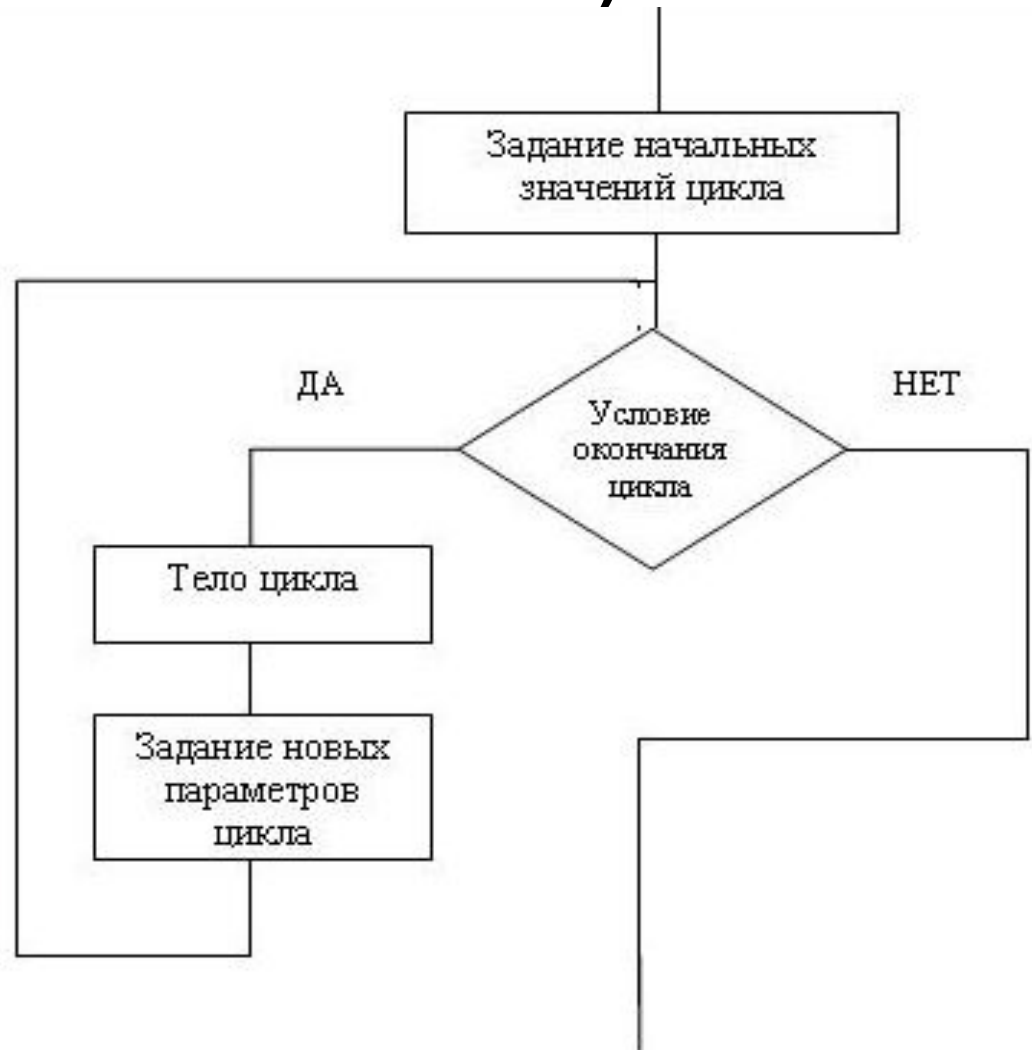 Задание начальных
значений цикла
ДА
НЕТ
Условие
окончания
цикла
Тело цикла
Задание новых
параметров
цикла